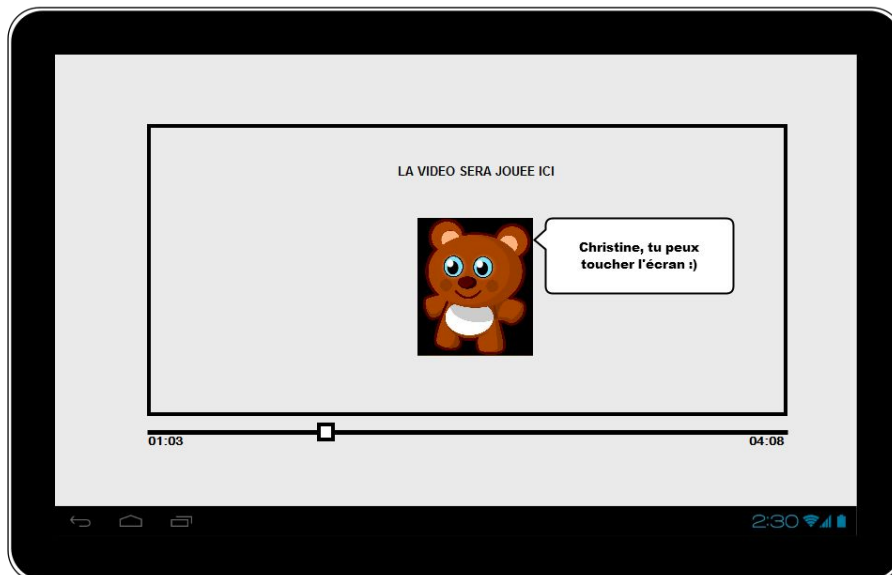 LA VIDEO SERA JOUEE ICI
Christine, tu peux
toucher l'écran :)
01:03
04:08
2:30